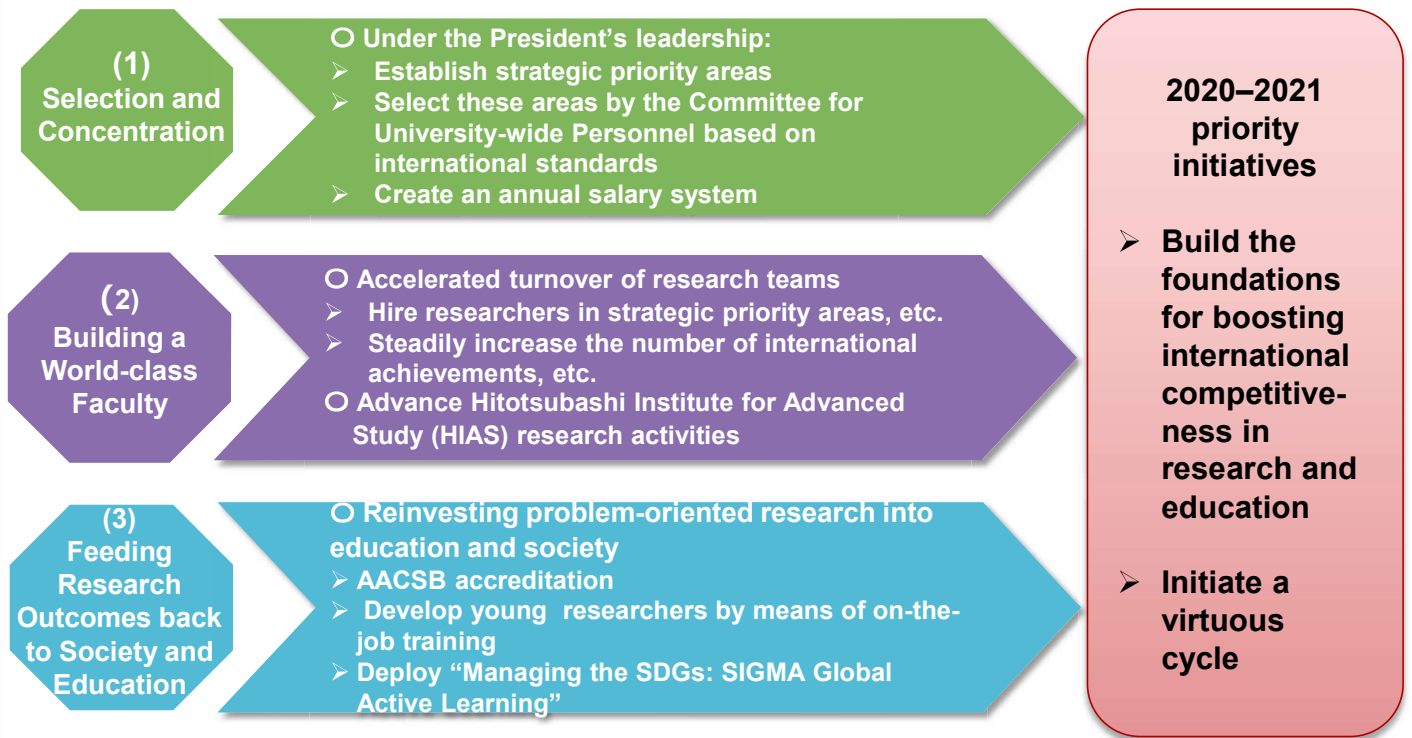 (1)
Selection and
Concentration
O Under the President’s leadership:
➢ Establish strategic priority areas
➢ Select these areas by the Committee for
University-wide Personnel based on
international standards
➢ Create an annual salary system
(2)
Building a
World-class
Faculty
O Accelerated turnover of research teams
➢ Hire researchers in strategic priority areas, etc.
➢ Steadily increase the number of international
achievements, etc.
O Advance Hitotsubashi Institute for Advanced
Study (HIAS) research activities
(3)
Feeding
Research
Outcomes back
to Society and
Education
O Reinvesting problem-oriented research into
education and society
➢ AACSB accreditation
➢ Develop young researchers by means of on-the-
job training
➢ Deploy “Managing the SDGs: SIGMA Global
Active Learning”
2020–2021
priority
initiatives
➢ Build the
foundations
for boosting
international
competitive-
ness in
research and
education
➢ Initiate a
virtuous
cycle